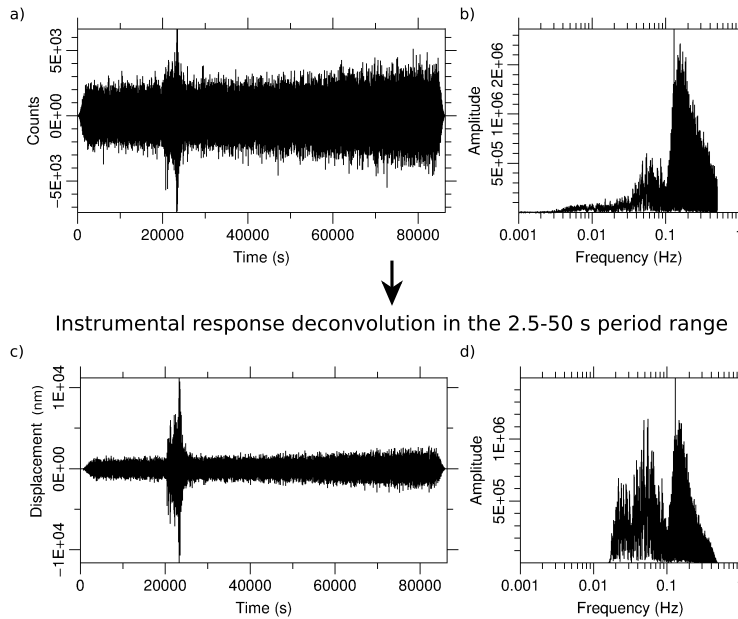 a)
b)
5E+03
0E+00
−5E+03
Counts
0 20000 40000 60000 80000
Time (s)
2E+06
1E+06
5E+05
Amplitude
0.001 0.01 0.1 1
Frequency (Hz)
Instrumental response deconvolution in the 2.5-50 s period range
c)
d)
1E+04
0E+00
−1E+04
Displacement (nm)
0 20000 40000 60000 80000
Time (s)
1E+06
5E+05
Amplitude
0.001 0.01 0.1 1
Frequency (Hz)